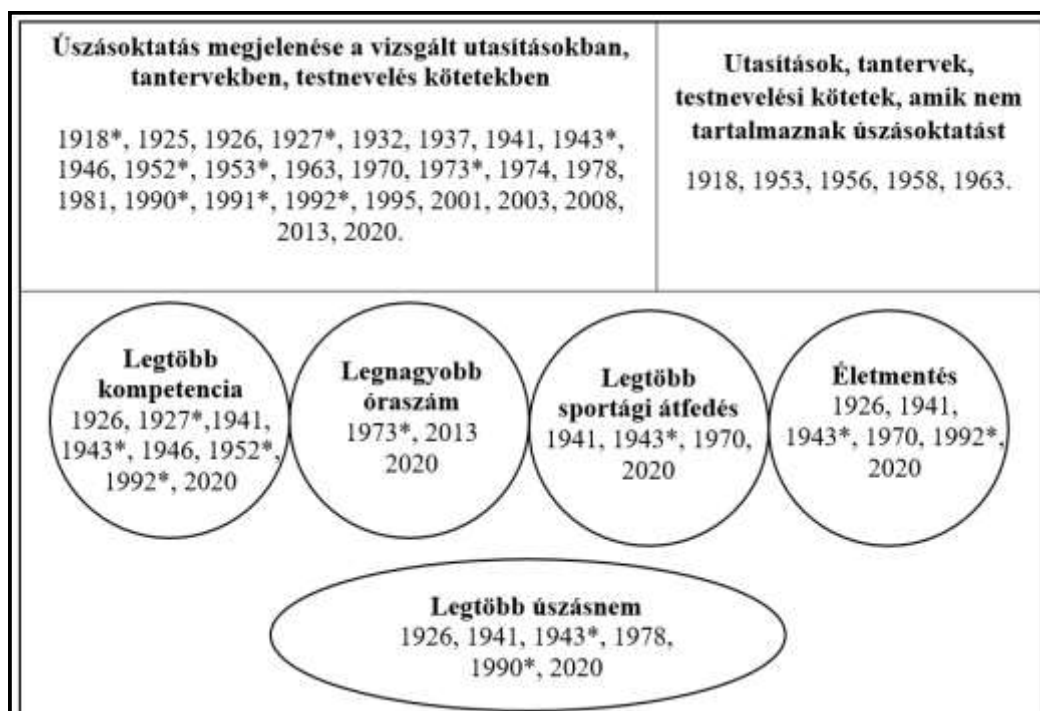 Úszásoktatás megjelenése a vizsgált utasításokban,
tantervekben, testnevelés kötetekben
1918*, 1925, 1926, 1927*, 1932, 1937, 1941, 1943*,
1946, 1952*, 1953*, 1963, 1970, 1973*, 1974, 1978,
1981, 1990*, 1991*, 1992*, 1995, 2001, 2003, 2008,
2013, 2020.
Utasítások, tantervek,
testnevelési kötetek, amik nem
tartalmaznak úszásoktatást
1918, 1953, 1956, 1958, 1963.
Legtöbb
kompetencia
1926, 1927*,1941,
1943*, 1946, 1952*,
1992*, 2020
Legnagyobb
óraszám
1973*, 2013
2020
Legtöbb
sportági átfedés
1941, 1943*, 1970,
2020
Életmentés
1926, 1941,
1943*, 1970, 1992*,
2020
Legtöbb úszásnem
1926, 1941, 1943*, 1978,
1990*, 2020